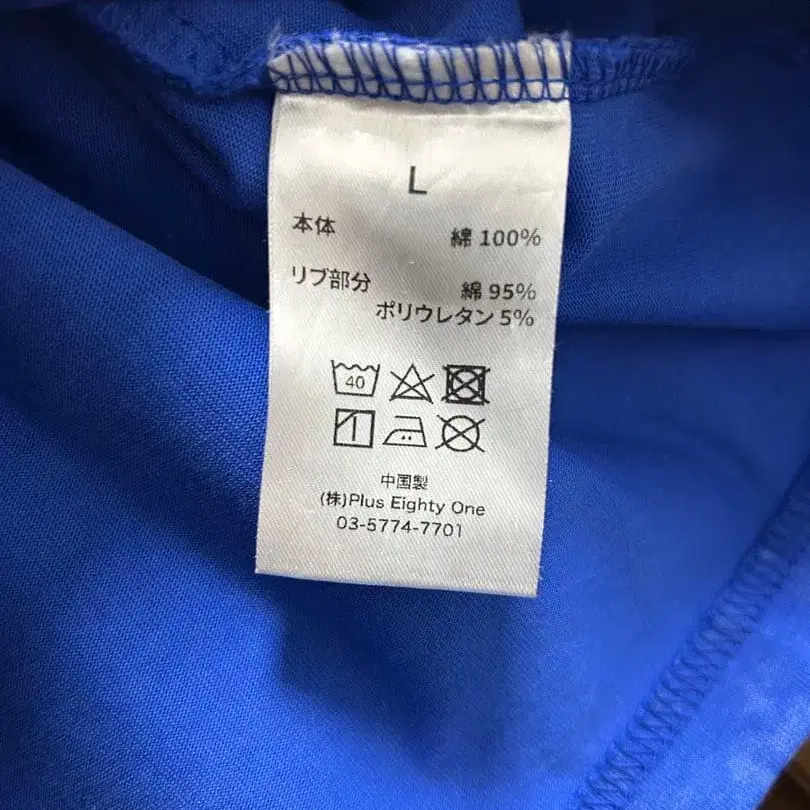 L
本体 綿 100%
リブ部分 綿 95%
ポリウレタン 5%
40
中国製
(株)Plus Eighty One
03-5774-7701